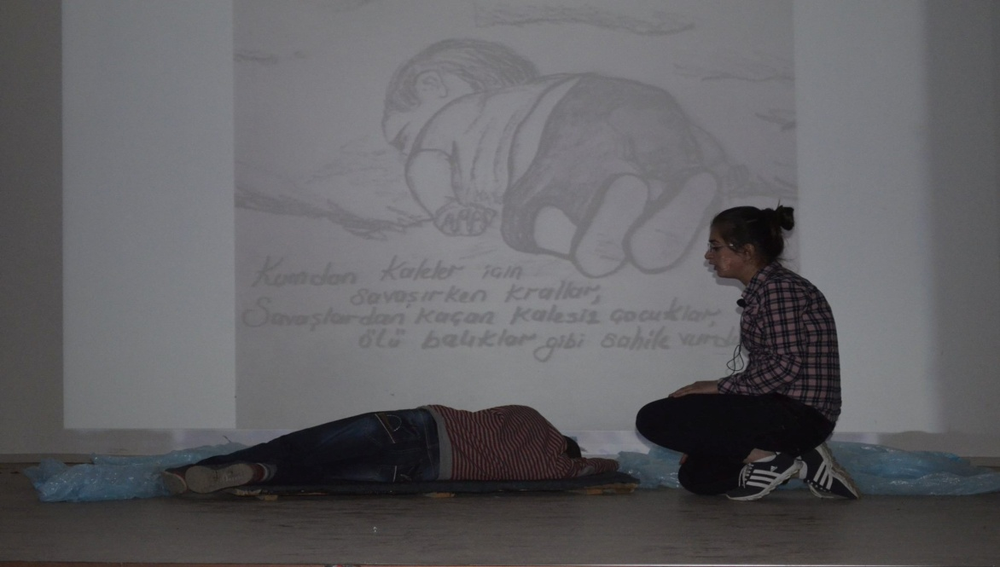 Kumdan Kaleler için
savaşırken krallar,
Savaşlardan kaçan kalesiz çocuklar,
ölü balıklar gibi sahile